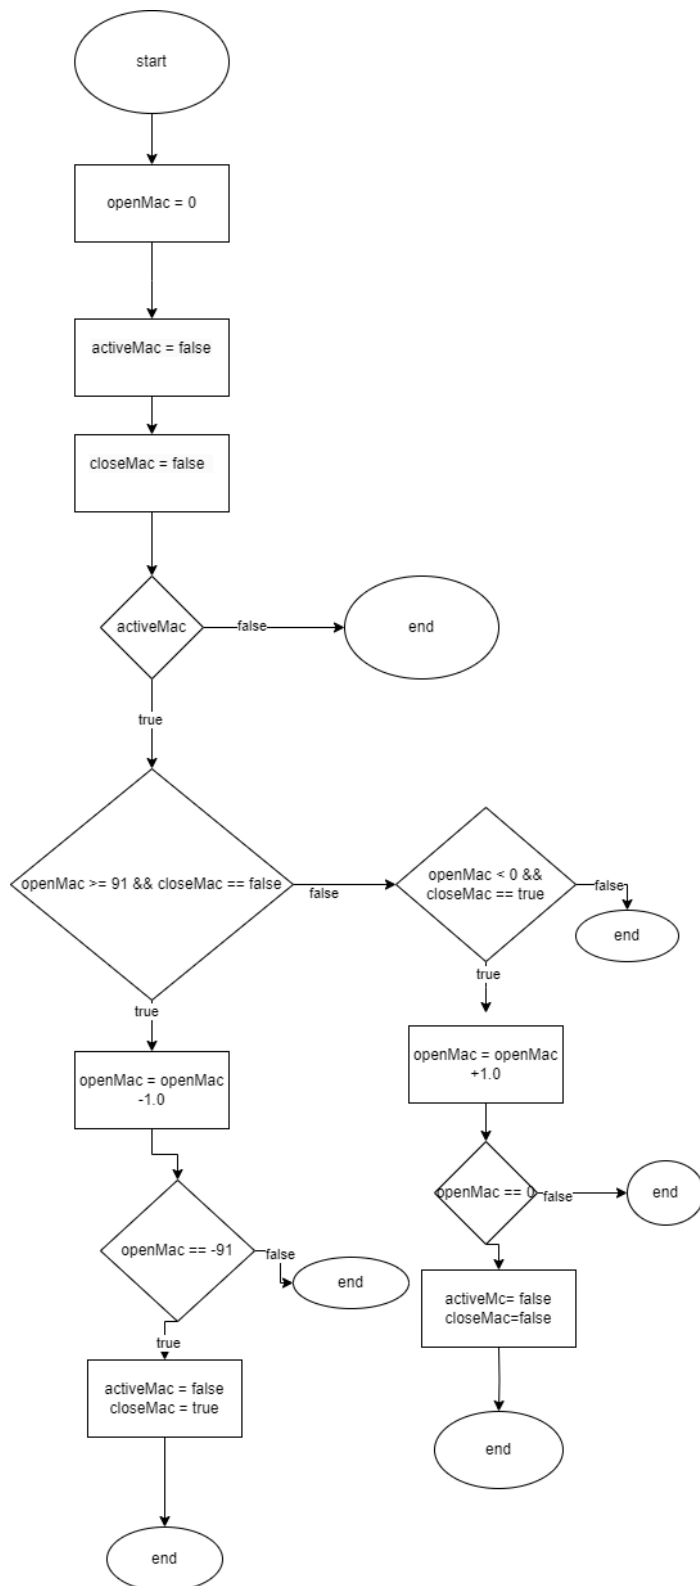 start
openMac = 0
activeMac = false
closeMac = false
activeMac
false
end
true
openMac >= 91 && closeMac == false
false
openMac < 0 &&
closeMac == true
false
end
true
true
openMac = openMac
-1.0
openMac = openMac
+1.0
openMac == 0
false
end
openMac == -91
false
end
true
activeMc= false
closeMac=false
activeMac = false
closeMac = true
end
end